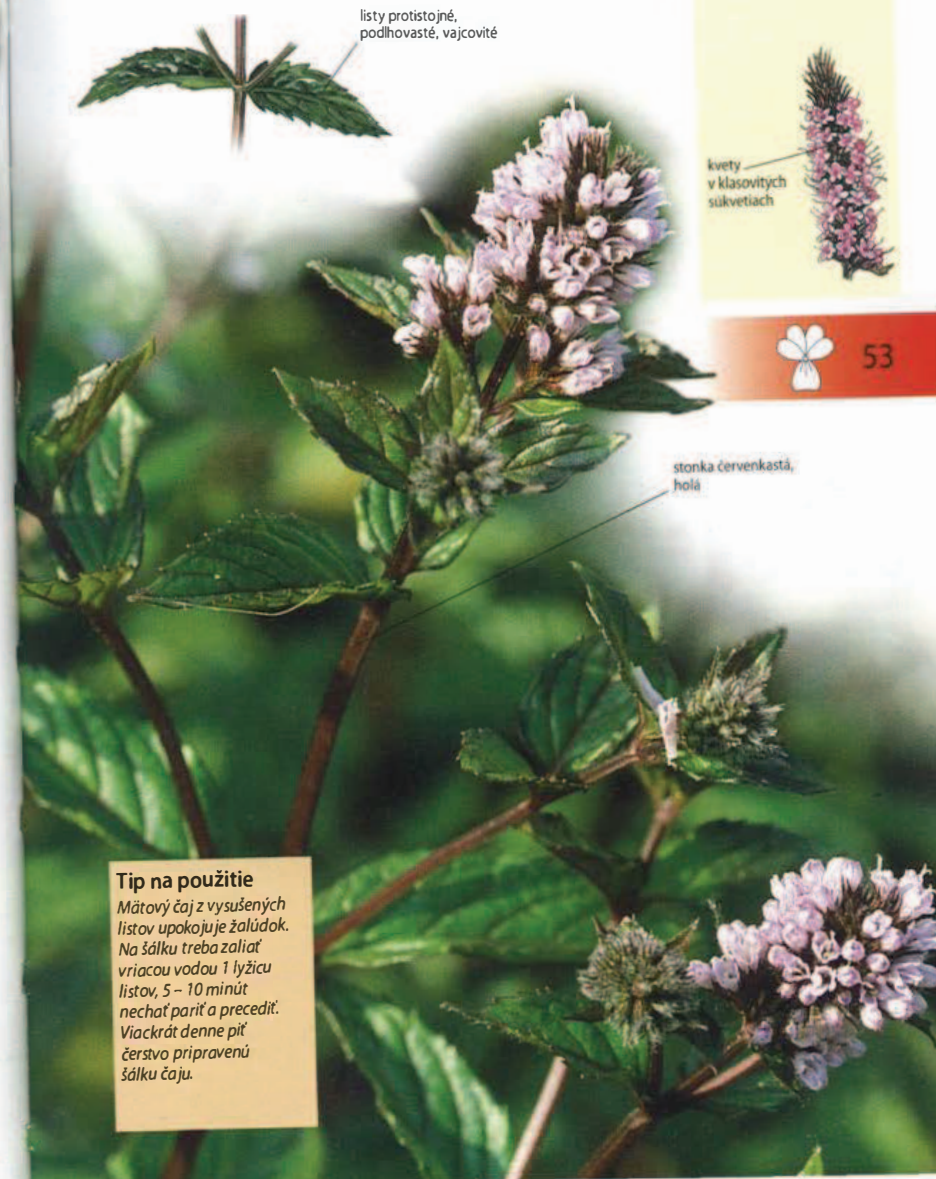 listy protistojné,
podlhovasté, vajcovité
kvety
v klasovitých
súkvetiach
53
stonka červenkastá,
holá
Tip na použitie
Mätový čaj z vysušených
listov upokojuje žalúdok.
Na šálku treba zaliať
vriacou vodou 1 lyžicu
listov, 5 – 10 minút
nechať pariť a precediť.
Viackrát denne piť
čerstvo pripravenú
šálku čaju.